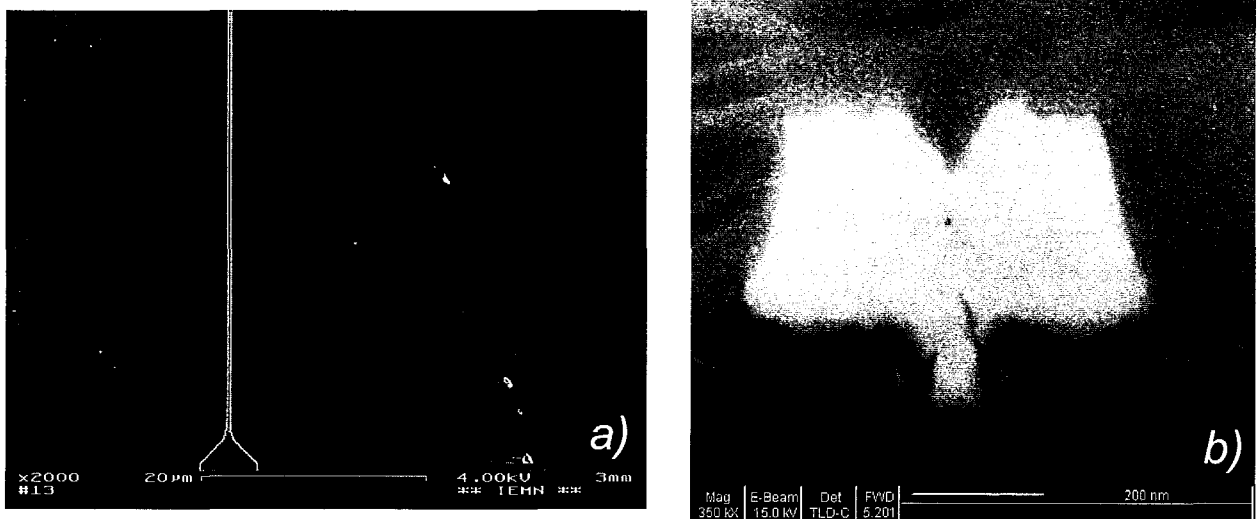 a)
x2000 20µm 4.00kV 3mm
#13 ** IEMN **
b)
Mag E-Beam Det FWD 200 nm
350 kX 15.0 kV TLD-C 5.201